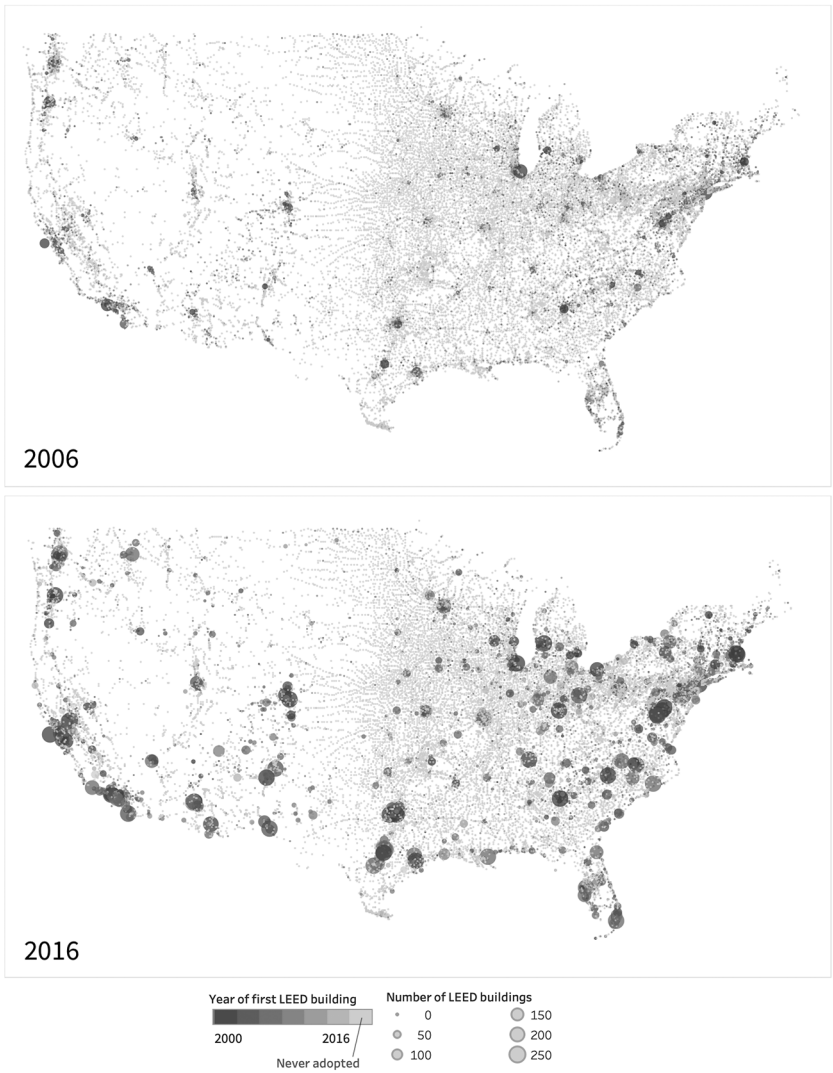 2006
2016
Year of first LEED building
2000 2016
Never adopted
Number of LEED buildings
0 150
50 200
100 250